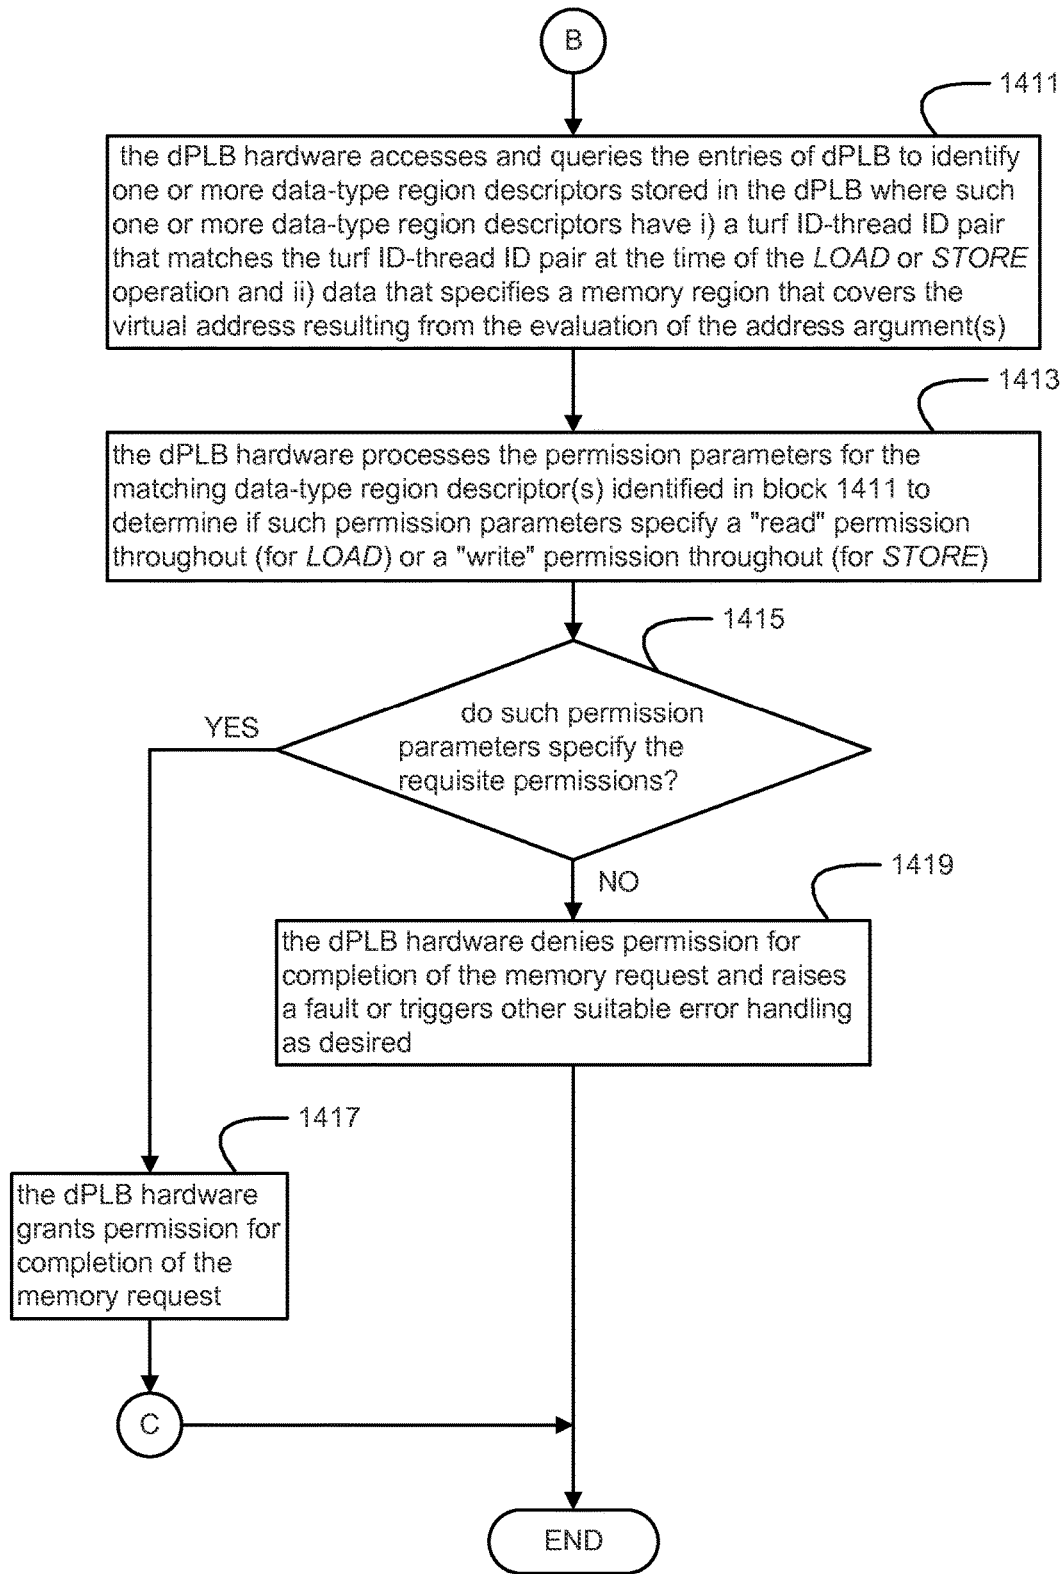 B
1411
the dPLB hardware accesses and queries the entries of dPLB to identify
one or more data-type region descriptors stored in the dPLB where such
one or more data-type region descriptors have i) a turf ID-thread ID pair
that matches the turf ID-thread ID pair at the time of the LOAD or STORE
operation and ii) data that specifies a memory region that covers the
virtual address resulting from the evaluation of the address argument(s)
1413
the dPLB hardware processes the permission parameters for the
matching data-type region descriptor(s) identified in block 1411 to
determine if such permission parameters specify a "read" permission
throughout (for LOAD) or a "write" permission throughout (for STORE)
1415
do such permission
parameters specify the
requisite permissions?
YES
NO
1419
the dPLB hardware denies permission for
completion of the memory request and raises
a fault or triggers other suitable error handling
as desired
1417
the dPLB hardware
grants permission for
completion of the
memory request
C
END